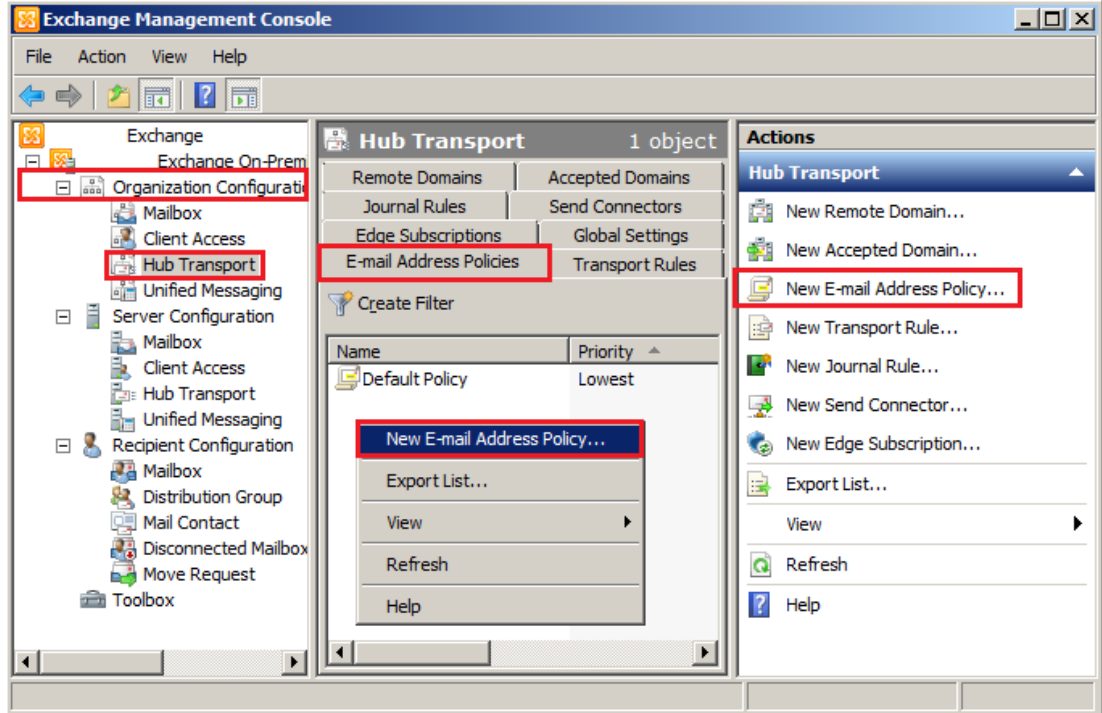 Exchange Management Console
File Action View Help
Exchange
Exchange On-Prem
Organization Configurati
Mailbox
Client Access
Hub Transport
Unified Messaging
Server Configuration
Mailbox
Client Access
Hub Transport
Unified Messaging
Recipient Configuration
Mailbox
Distribution Group
Mail Contact
Disconnected Mailbox
Move Request
Toolbox
Hub Transport 1 object
Remote Domains Accepted Domains
Journal Rules Send Connectors
Edge Subscriptions Global Settings
E-mail Address Policies Transport Rules
Create Filter
Name Priority
Default Policy Lowest
New E-mail Address Policy...
Export List...
View
Refresh
Help
Actions
Hub Transport
New Remote Domain...
New Accepted Domain...
New E-mail Address Policy...
New Transport Rule...
New Journal Rule...
New Send Connector...
New Edge Subscription...
Export List...
View
Refresh
Help